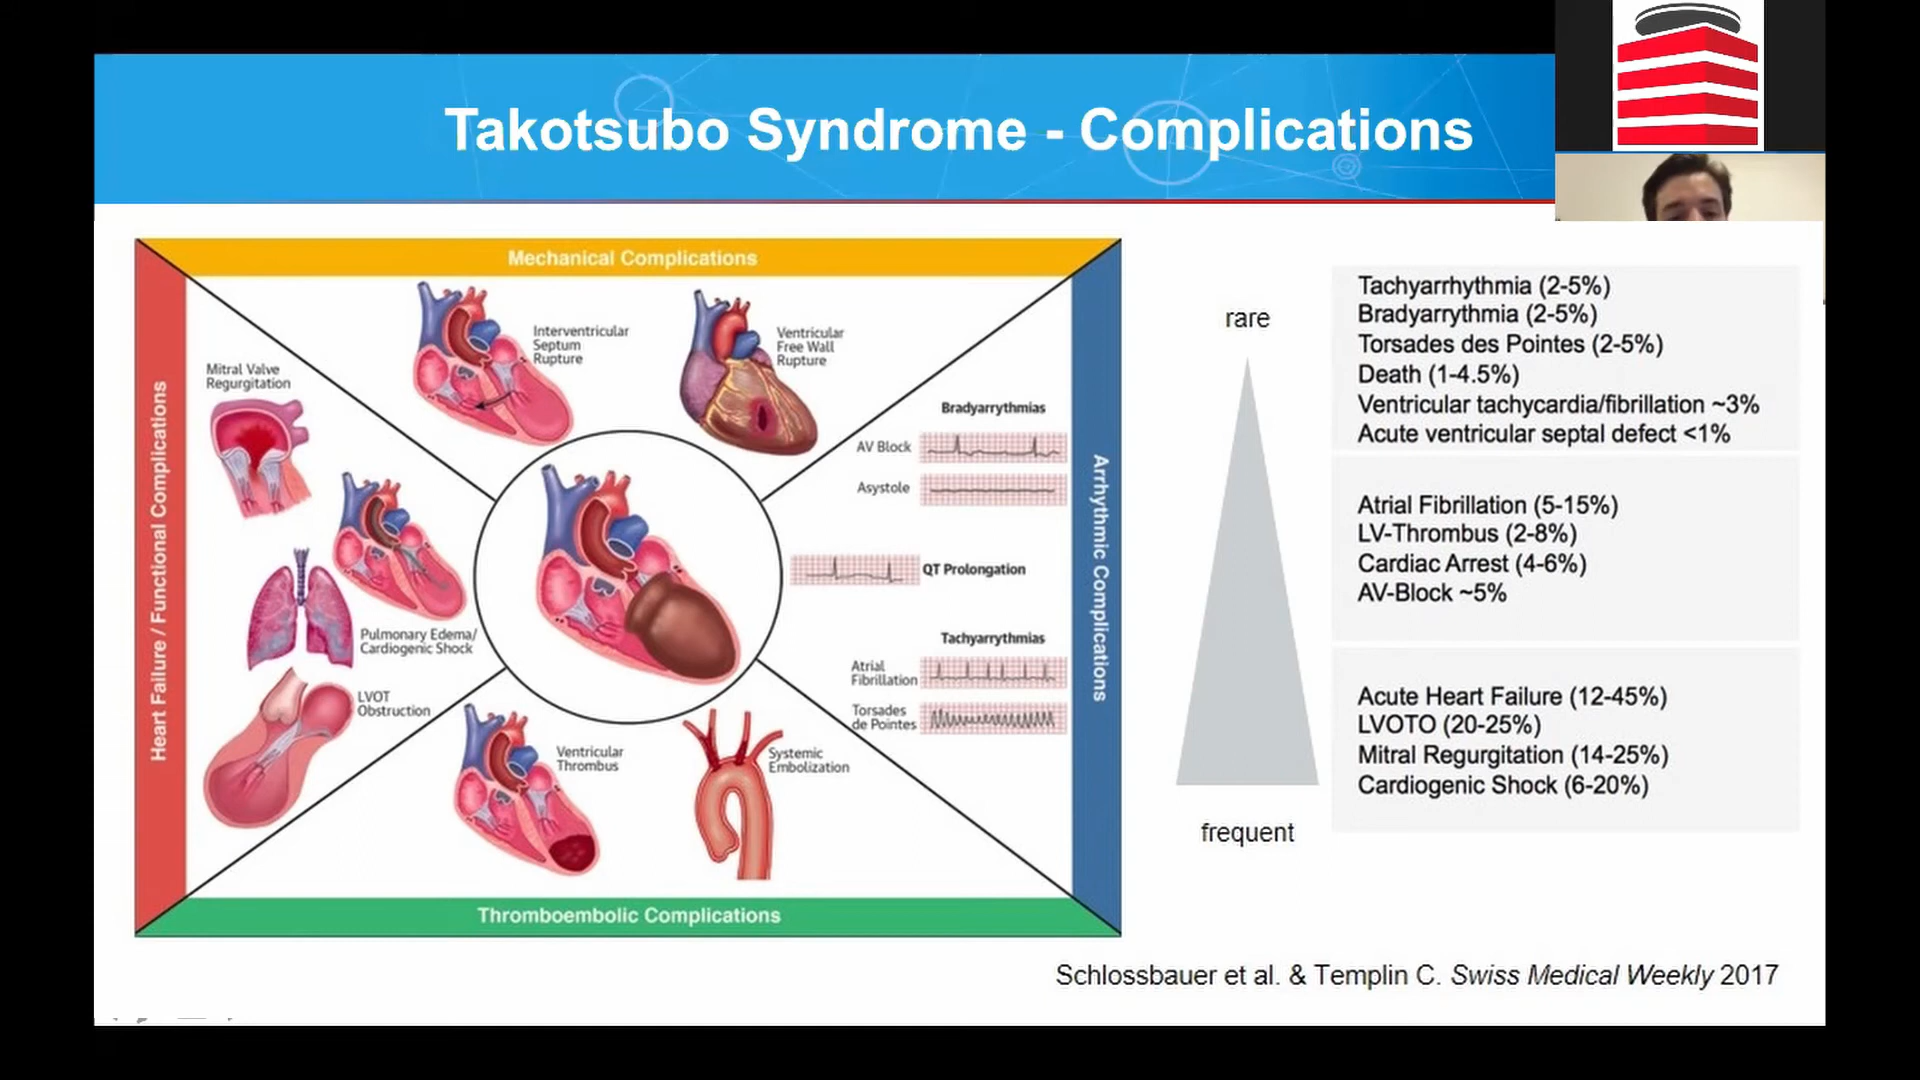 Takotsubo Syndrome - Complications
Mechanical Complications
Heart Failure / Functional Complications
Arrhythmic Complications
Thromboembolic Complications
Interventricular
Septum
Rupture
Ventricular
Free Wall
Rupture
Mitral Valve
Regurgitation
Pulmonary Edema/
Cardiogenic Shock
LVOT
Obstruction
Bradyarrythmias
AV Block
Asystole
QT Prolongation
Tachyarrythmias
Atrial
Fibrillation
Torsades
de Pointes
Ventricular
Thrombus
Systemic
Embolization
rare
frequent
Tachyarrhythmia (2-5%)
Bradyarrythmia (2-5%)
Torsades des Pointes (2-5%)
Death (1-4.5%)
Ventricular tachycardia/fibrillation ~3%
Acute ventricular septal defect <1%
Atrial Fibrillation (5-15%)
LV-Thrombus (2-8%)
Cardiac Arrest (4-6%)
AV-Block ~5%
Acute Heart Failure (12-45%)
LVOTO (20-25%)
Mitral Regurgitation (14-25%)
Cardiogenic Shock (6-20%)
Schlossbauer et al. & Templin C. Swiss Medical Weekly 2017